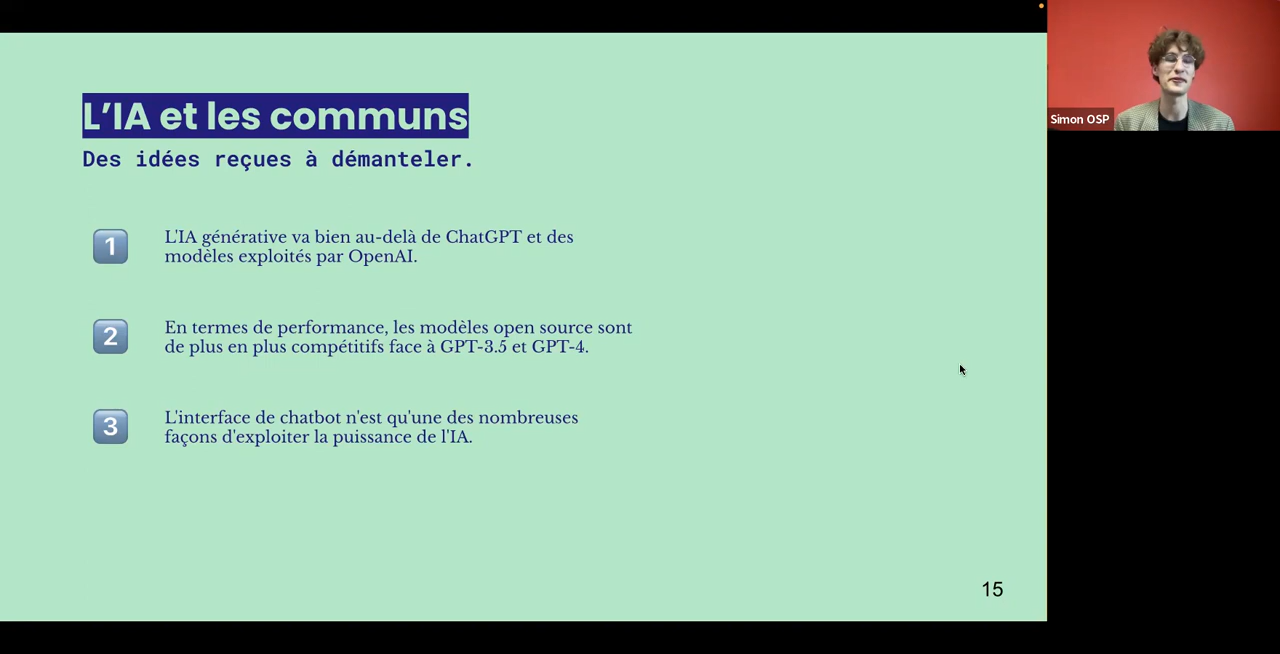 L’IA et les communs
Des idées reçues à démanteler.
1
L'IA générative va bien au-delà de ChatGPT et des
modèles exploités par OpenAI.
2
En termes de performance, les modèles open source sont
de plus en plus compétitifs face à GPT-3.5 et GPT-4.
3
L'interface de chatbot n'est qu'une des nombreuses
façons d'exploiter la puissance de l'IA.
15
Simon OSP